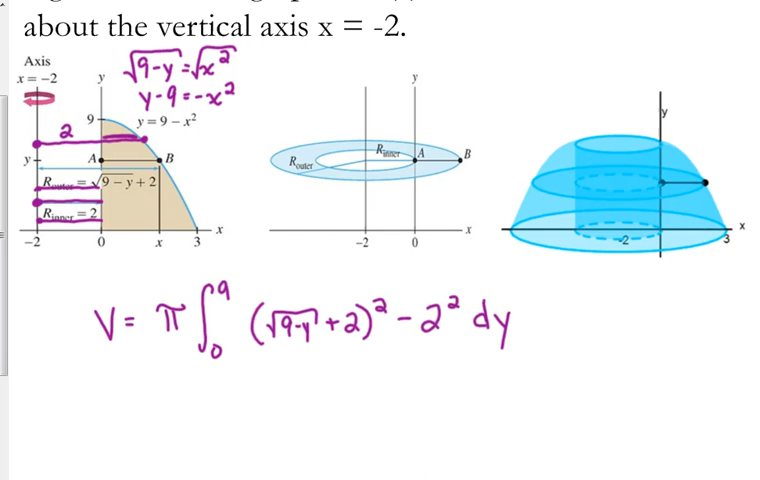 about the vertical axis x = -2.
Axis
x = −2
y
√9-y = √x²
y-9 = -x²
9
y = 9 − x²
2
y
A
B
R_outer = √9 − y + 2
R_inner = 2
−2
0
x
3
x
y
R_outer
R_inner
A
B
−2
0
x
y
-2
3
x
V = π ∫₀⁹ (√9-y + 2)² - 2² dy